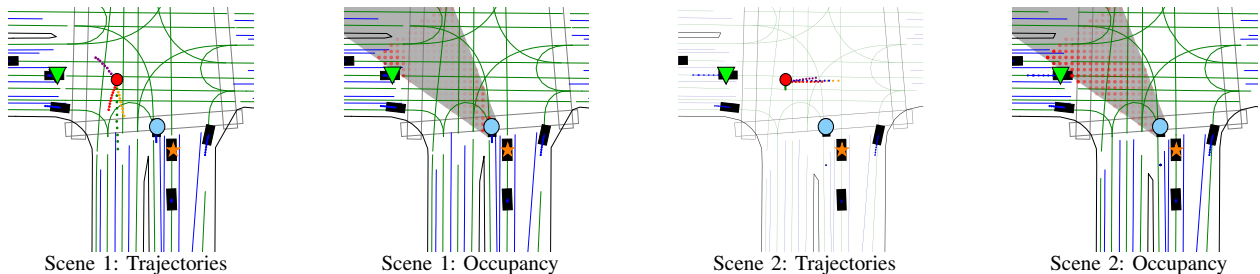 Scene 1: Trajectories
Scene 1: Occupancy
Scene 2: Trajectories
Scene 2: Occupancy